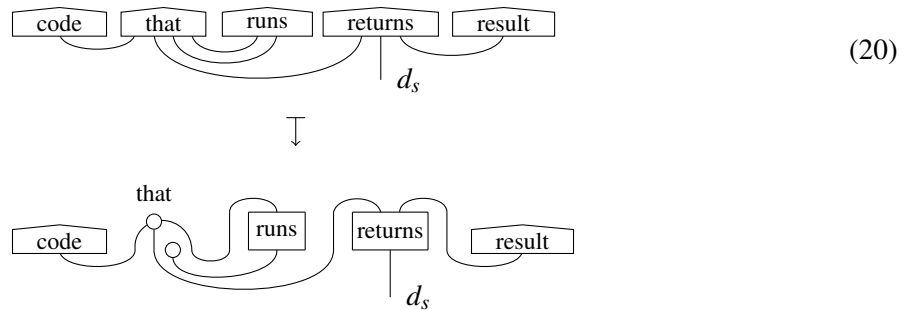 code that runs returns result
(20)
d_s
that
runs returns
code result
d_s